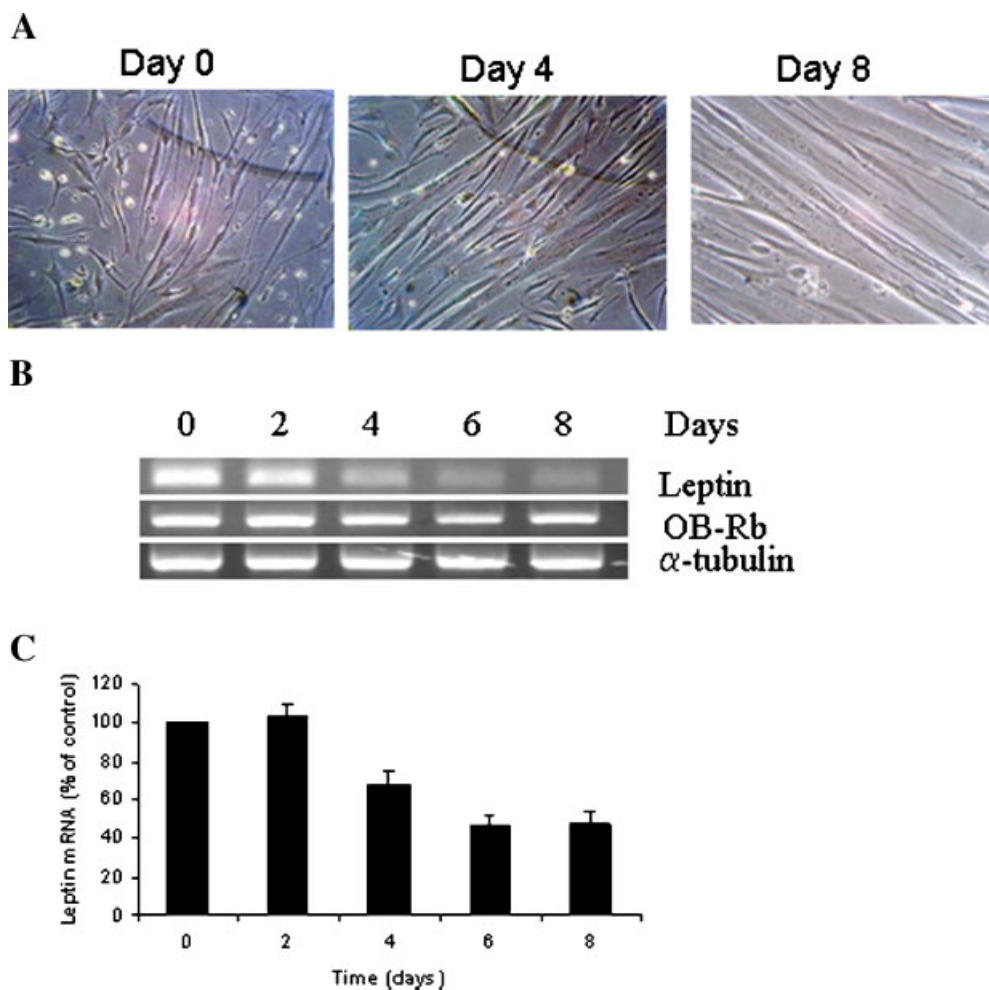 A
Day 0 Day 4 Day 8
B
0 2 4 6 8 Days
Leptin
OB-Rb
α-tubulin
C
Leptin mRNA (% of control)
120
100
80
60
40
20
0
0 2 4 6 8
Time (days)